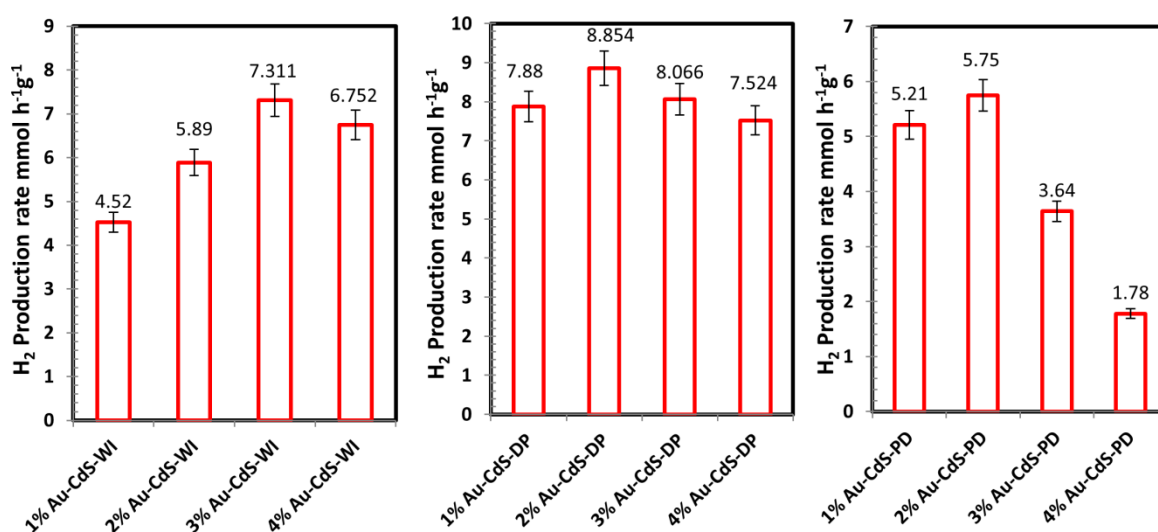 H₂ Production rate mmol h⁻¹g⁻¹
9
8
7
6
5
4
3
2
1
0
4.52
5.89
7.311
6.752
1% Au-CdS-WI
2% Au-CdS-WI
3% Au-CdS-WI
4% Au-CdS-WI
H₂ Production rate mmol h⁻¹g⁻¹
10
9
8
7
6
5
4
3
2
1
0
7.88
8.854
8.066
7.524
1% Au-CdS-DP
2% Au-CdS-DP
3% Au-CdS-DP
4% Au-CdS-DP
H₂ Production rate mmol h⁻¹g⁻¹
7
6
5
4
3
2
1
0
5.21
5.75
3.64
1.78
1% Au-CdS-PD
2% Au-CdS-PD
3% Au-CdS-PD
4% Au-CdS-PD